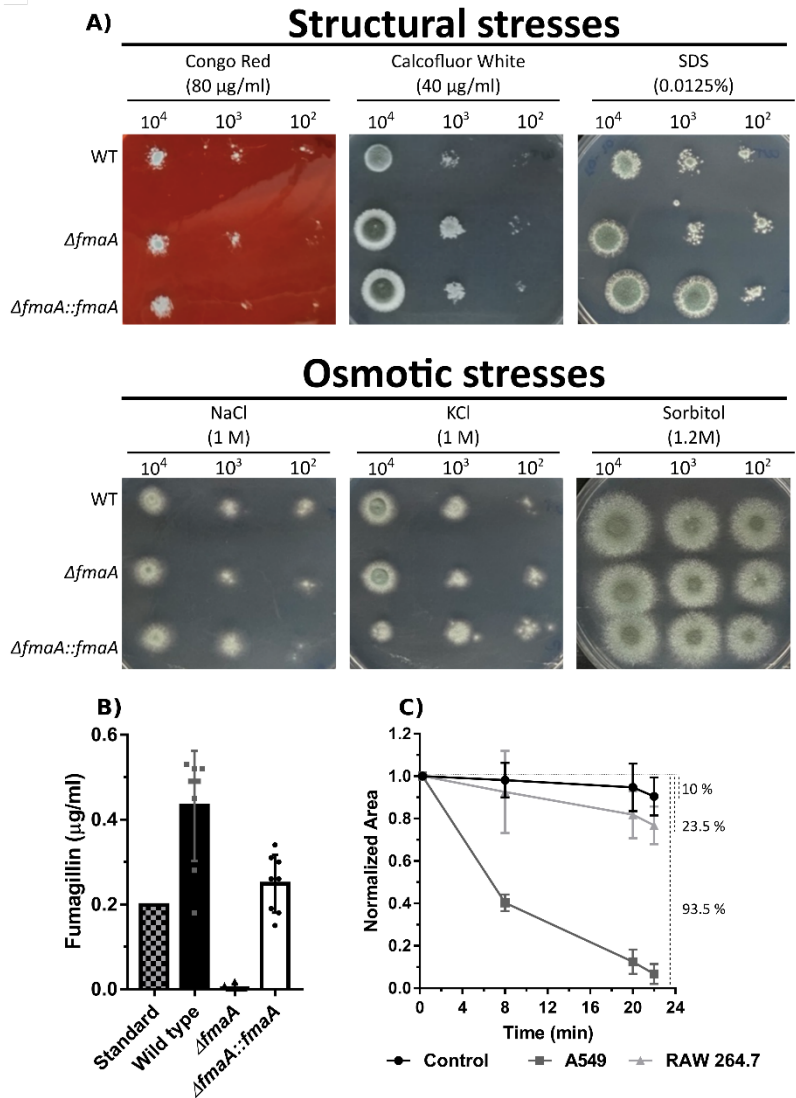 A)
Structural stresses
Congo Red Calcofluor White SDS
(80 μg/ml) (40 μg/ml) (0.0125%)
10⁴ 10³ 10² 10⁴ 10³ 10² 10⁴ 10³ 10²
WT
ΔfmaA
ΔfmaA::fmaA
Osmotic stresses
NaCl KCl Sorbitol
(1 M) (1 M) (1.2M)
10⁴ 10³ 10² 10⁴ 10³ 10² 10⁴ 10³ 10²
WT
ΔfmaA
ΔfmaA::fmaA
B)
Fumagillin (μg/ml)
0.6
0.4
0.2
0.0
Standard
Wild type
ΔfmaA
ΔfmaA::fmaA
C)
Normalized Area
1.2
1.0
0.8
0.6
0.4
0.2
0.0
0 4 8 12 16 20 24
Time (min)
10 %
23.5 %
93.5 %
Control A549 RAW 264.7